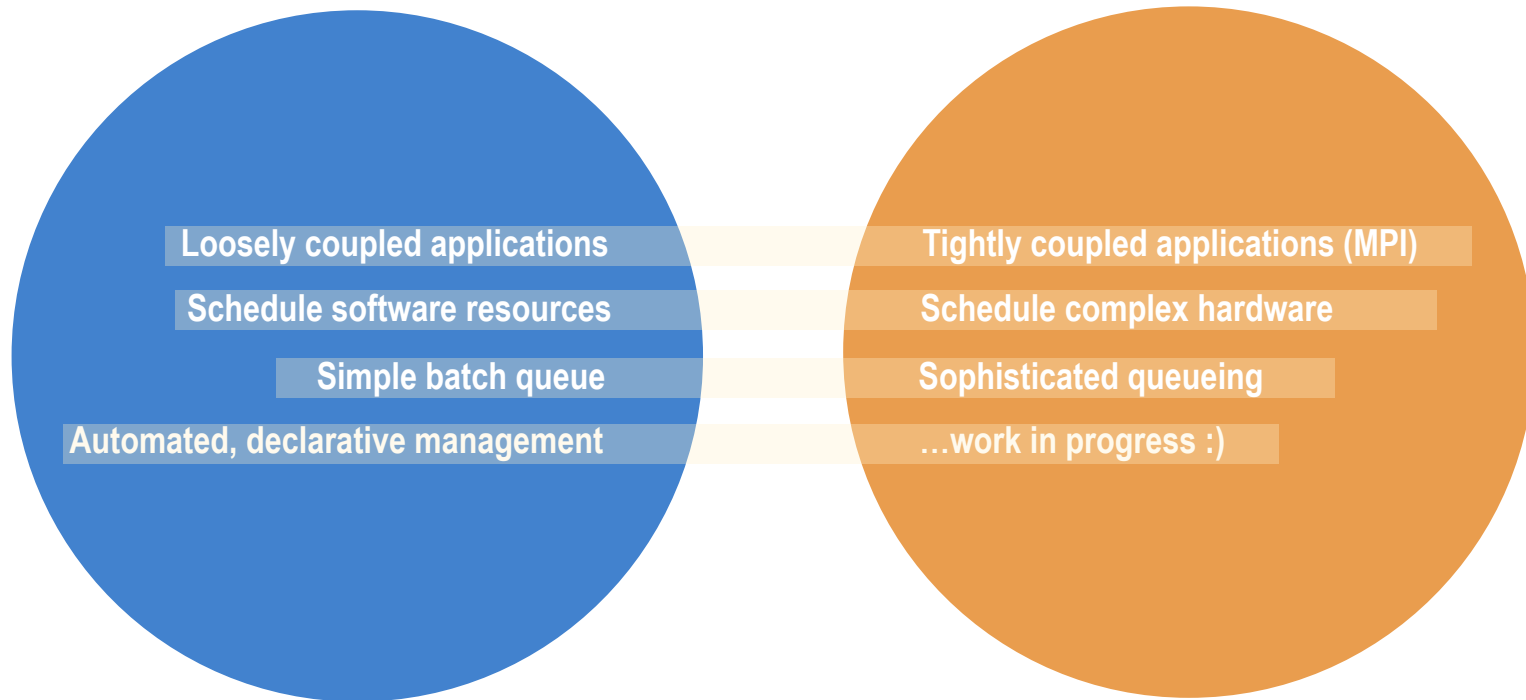 Loosely coupled applications Tightly coupled applications (MPI)
Schedule software resources Schedule complex hardware
Simple batch queue Sophisticated queueing
Automated, declarative management …work in progress :)